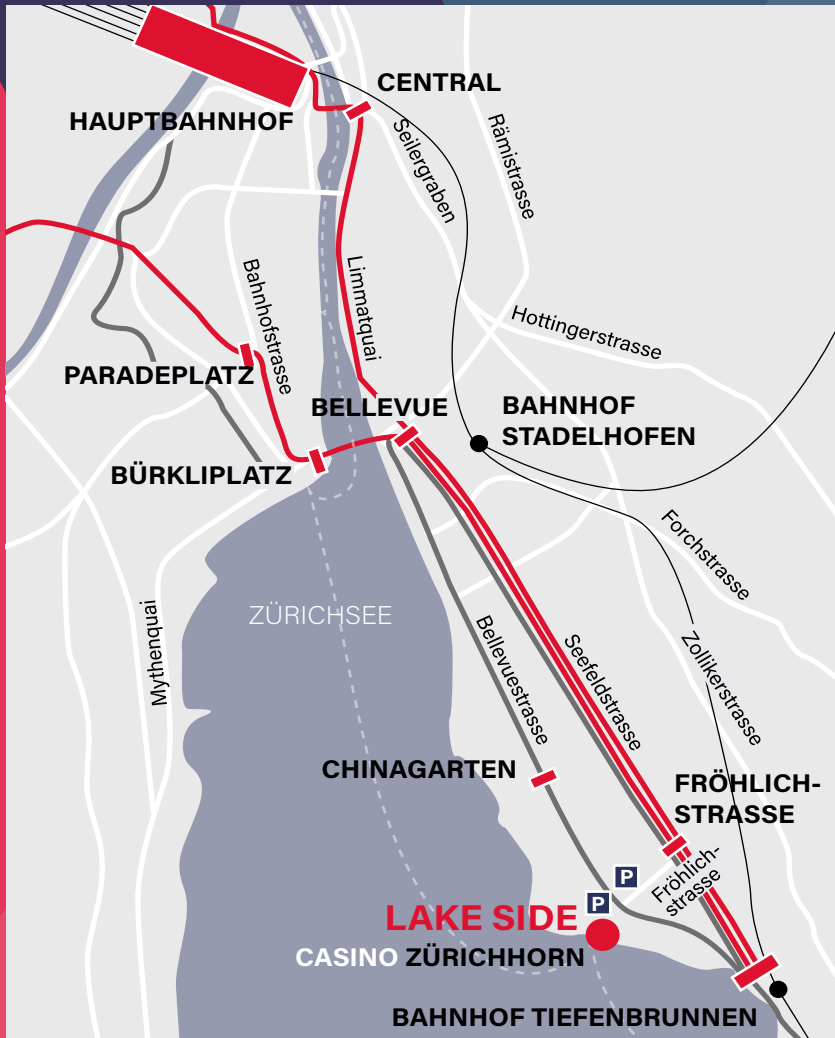 CENTRAL
HAUPTBAHNHOF
Seilergraben
Rämistrasse
Bahnhofstrasse
Limmatquai
Hottingerstrasse
PARADEPLATZ
BELLEVUE
BAHNHOF
STADELHOFEN
BÜRKLIPLATZ
Forchstrasse
ZÜRICHSEE
Mythenquai
Bellevuestrasse
Seefeldstrasse
Zollikerstrasse
CHINAGARTEN
FRÖHLICH-
STRASSE
Fröhlich-
strasse
P
P
LAKE SIDE
CASINO ZÜRICHHORN
BAHNHOF TIEFENBRUNNEN